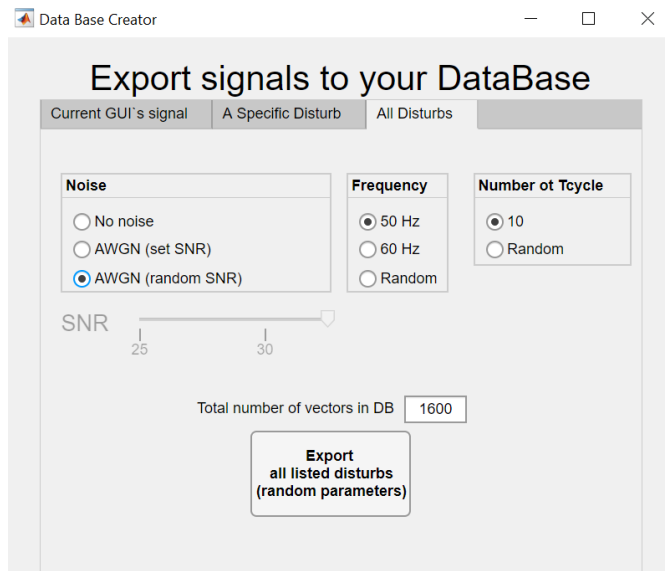 Data Base Creator
Export signals to your DataBase
Current GUI`s signal
A Specific Disturb
All Disturbs
Noise
No noise
AWGN (set SNR)
AWGN (random SNR)
Frequency
50 Hz
60 Hz
Random
Number ot Tcycle
10
Random
SNR
25
30
Total number of vectors in DB
1600
Export
all listed disturbs
(random parameters)